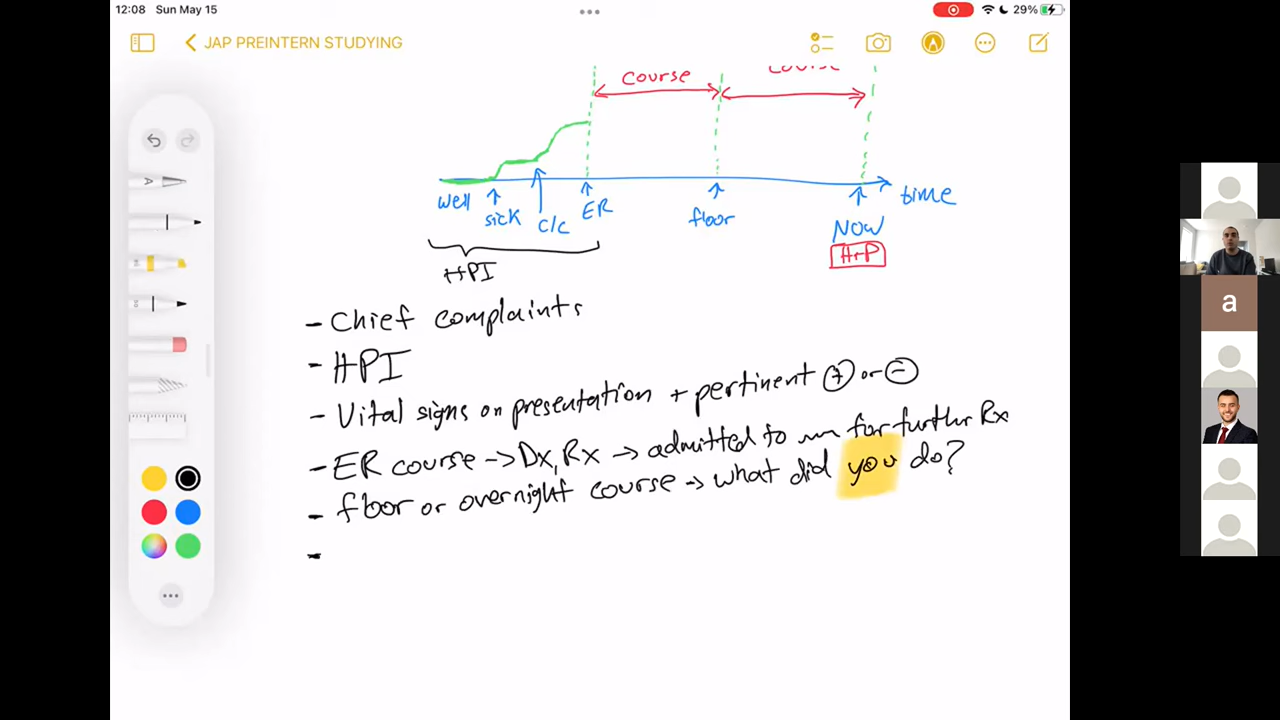 12:08 Sun May 15
29%
JAP PREINTERN STUDYING
course course
well
sick
c/c
ER
floor
NOW
time
H+P
HPI
- Chief complaints
- HPI
- Vital signs on presentation + pertinent + or -
- ER course -> Dx, Rx -> admitted to for further Rx
- floor or overnight course -> what did you do?
-
A
a